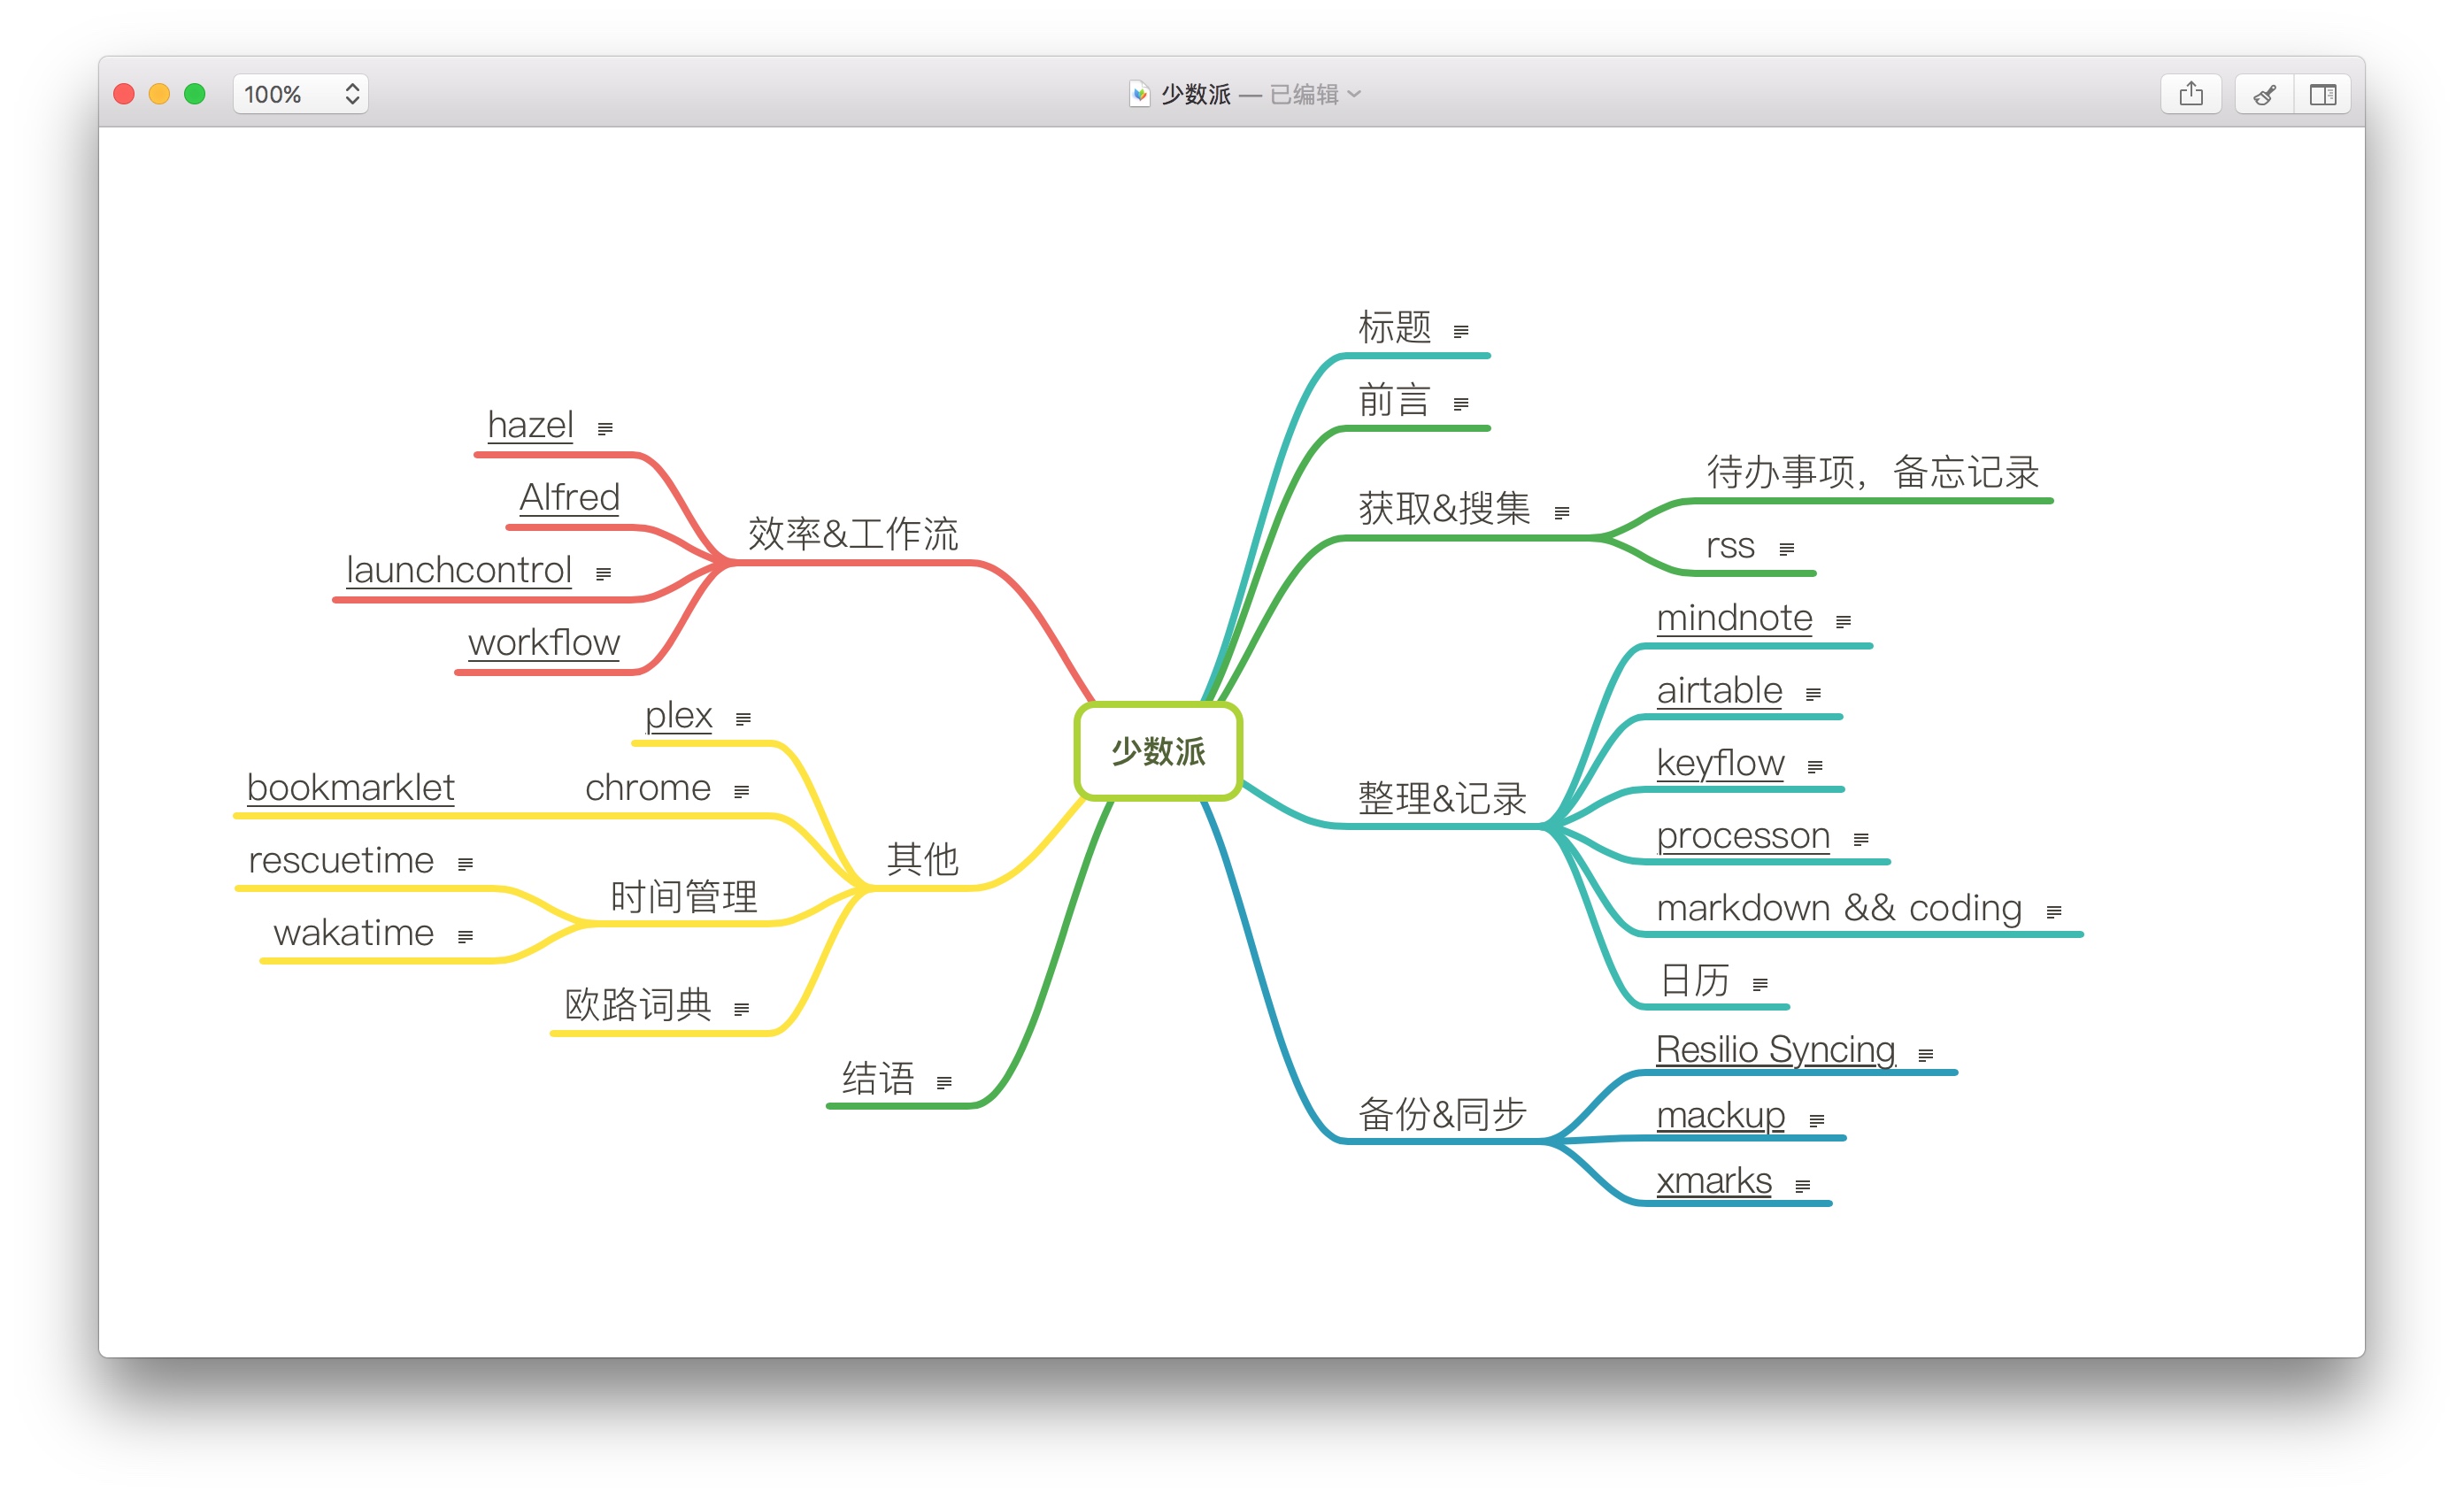 100%
少数派 — 已编辑
标题
前言
获取&搜集
待办事项，备忘记录
rss
整理&记录
mindnote
airtable
keyflow
processon
markdown && coding
日历
备份&同步
Resilio Syncing
mackup
xmarks
少数派
效率&工作流
hazel
Alfred
launchcontrol
workflow
其他
plex
chrome
bookmarklet
时间管理
rescuetime
wakatime
欧路词典
结语